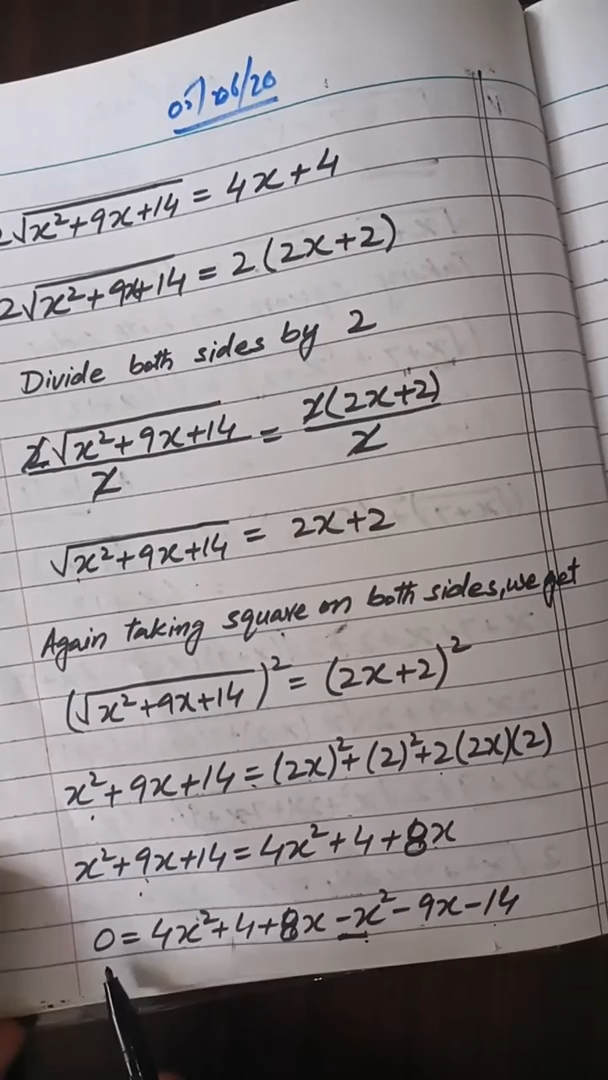 05/06/20
2√(x²+9x+14) = 4x+4
2√(x²+9x+14) = 2(2x+2)
Divide both sides by 2
2√(x²+9x+14)/2 = 2(2x+2)/2
√(x²+9x+14) = 2x+2
Again taking square on both sides, we get
(√(x²+9x+14))² = (2x+2)²
x²+9x+14 = (2x)²+(2)²+2(2x)(2)
x²+9x+14 = 4x²+4+8x
0 = 4x²+4+8x-x²-9x-14